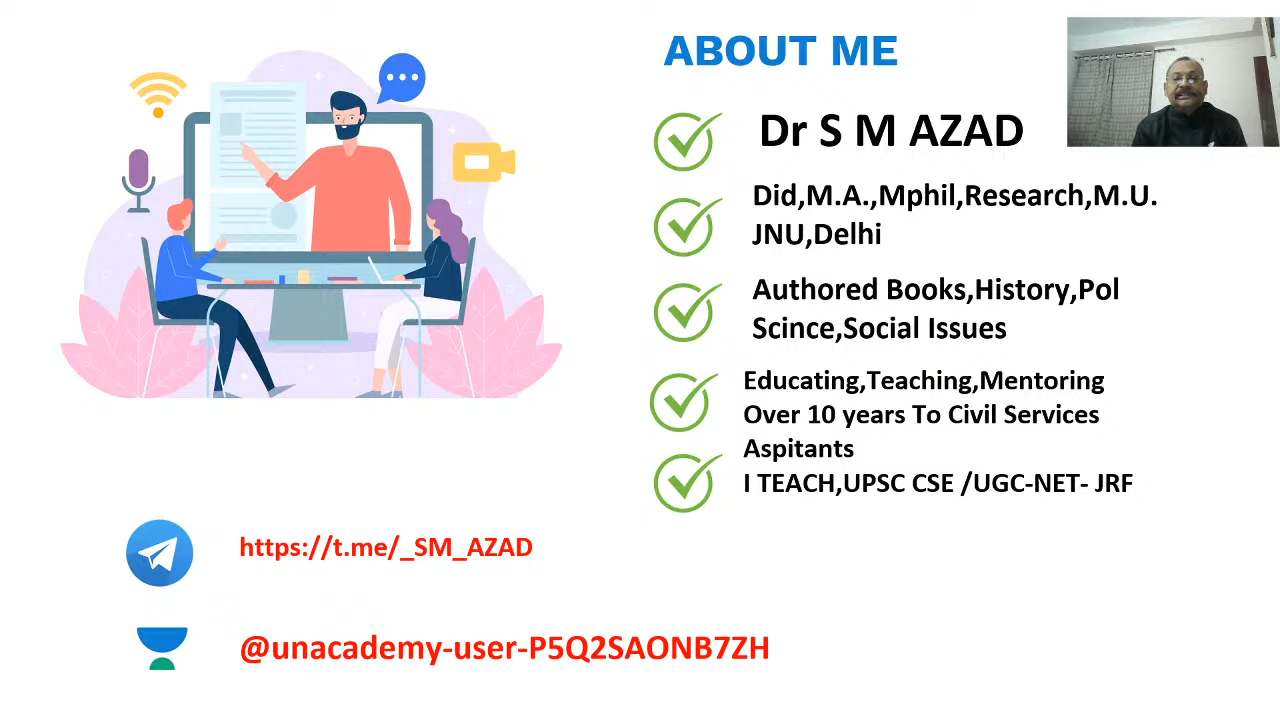 ABOUT ME
Dr S M AZAD
Did,M.A.,Mphil,Research,M.U.
JNU,Delhi
Authored Books,History,Pol
Scince,Social Issues
Educating,Teaching,Mentoring
Over 10 years To Civil Services
Aspitants
I TEACH,UPSC CSE /UGC-NET- JRF
https://t.me/_SM_AZAD
@unacademy-user-P5Q2SAONB7ZH